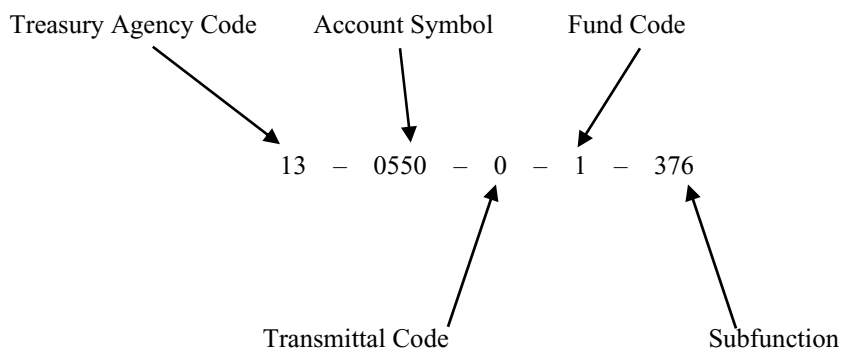 Treasury Agency Code Account Symbol Fund Code
13 – 0550 – 0 – 1 – 376
Transmittal Code Subfunction